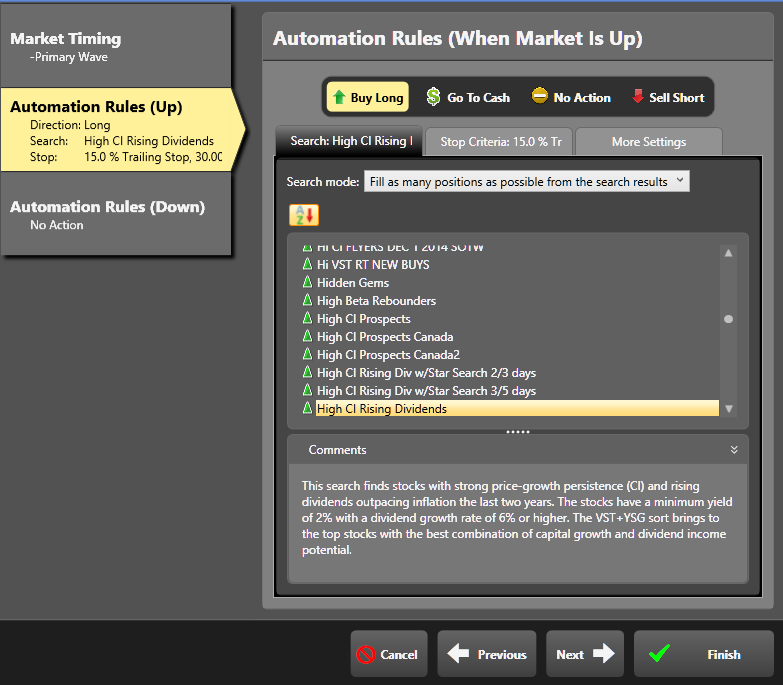 Market Timing
-Primary Wave
Automation Rules (Up)
Direction: Long
Search: High CI Rising Dividends
Stop: 15.0 % Trailing Stop, 30.00
Automation Rules (Down)
No Action
Automation Rules (When Market Is Up)
Buy Long
Go To Cash
No Action
Sell Short
Search: High CI Rising
Stop Criteria: 15.0 % Tr
More Settings
Search mode: Fill as many positions as possible from the search results
A
Z
Hi CI FLYERS DEC 1 2014 SOTW
Hi VST RT NEW BUYS
Hidden Gems
High Beta Rebounders
High CI Prospects
High CI Prospects Canada
High CI Prospects Canada2
High CI Rising Div w/Star Search 2/3 days
High CI Rising Div w/Star Search 3/5 days
High CI Rising Dividends
Comments
This search finds stocks with strong price-growth persistence (CI) and rising
dividends outpacing inflation the last two years. The stocks have a minimum yield
of 2% with a dividend growth rate of 6% or higher. The VST+YSG sort brings to
the top stocks with the best combination of capital growth and dividend income
potential.
Cancel
Previous
Next
Finish